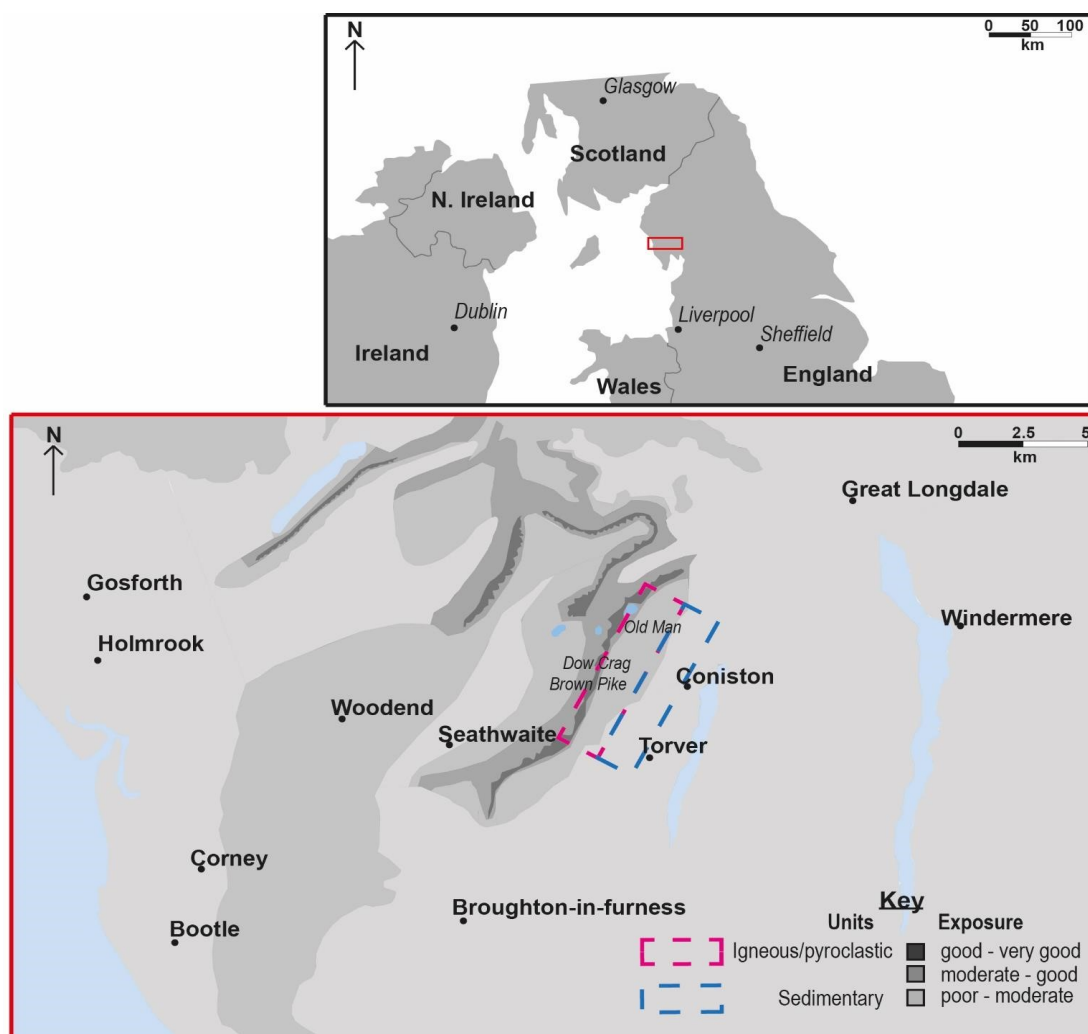 N
0 50 100
km
Glasgow
Scotland
N. Ireland
Dublin
Liverpool
Sheffield
Ireland
England
Wales
N
0 2.5 5
km
Great Longdale
Gosforth
Windermere
Holmrook
Old Man
Dow Crag
Brown Pike
Coniston
Woodend
Seathwaite
Torver
Corney
Broughton-in-furness
Bootle
Key
Units Exposure
Igneous/pyroclastic good - very good
moderate - good
Sedimentary poor - moderate